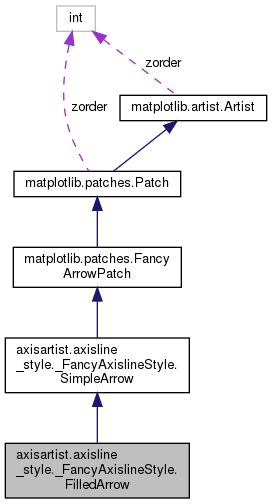 int
zorder
zorder
matplotlib.artist.Artist
matplotlib.patches.Patch
matplotlib.patches.Fancy
ArrowPatch
axisartist.axisline
_style._FancyAxislineStyle.
SimpleArrow
axisartist.axisline
_style._FancyAxislineStyle.
FilledArrow